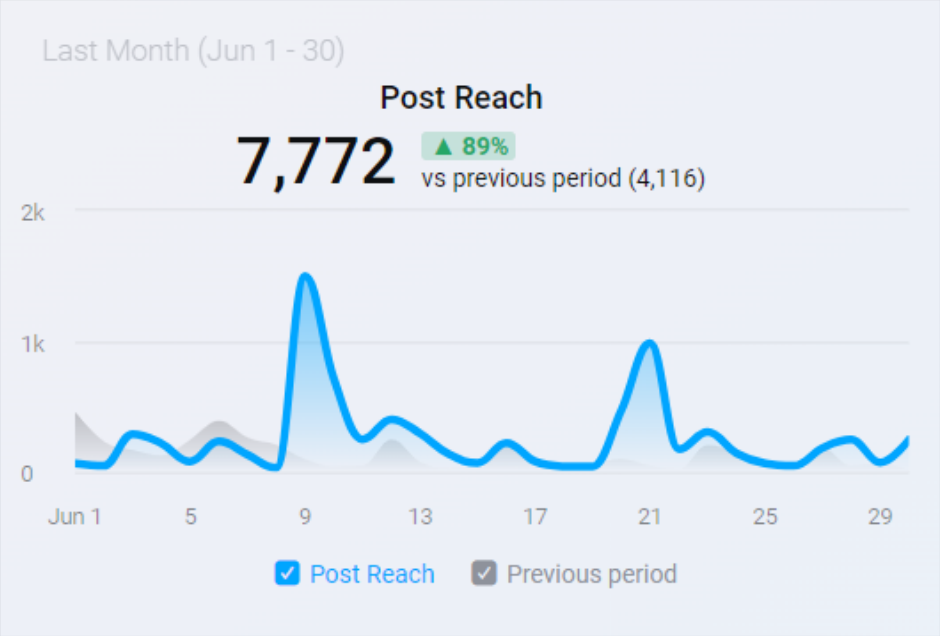 Last Month (Jun 1 - 30)
Post Reach
7,772
▲ 89%
vs previous period (4,116)
2k
1k
0
Jun 1 5 9 13 17 21 25 29
Post Reach Previous period